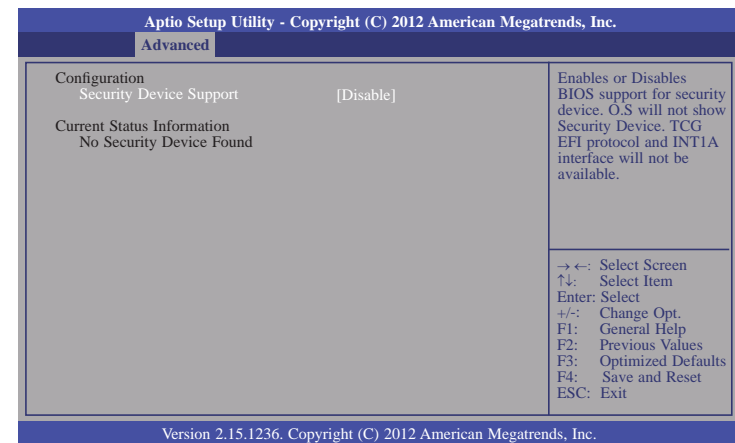 Aptio Setup Utility - Copyright (C) 2012 American Megatrends, Inc.
Advanced
Configuration
Security Device Support [Disable]
Current Status Information
No Security Device Found
Enables or Disables
BIOS support for security
device. O.S will not show
Security Device. TCG
EFI protocol and INT1A
interface will not be
available.
→ ←: Select Screen
↑↓: Select Item
Enter: Select
+/-: Change Opt.
F1: General Help
F2: Previous Values
F3: Optimized Defaults
F4: Save and Reset
ESC: Exit
Version 2.15.1236. Copyright (C) 2012 American Megatrends, Inc.